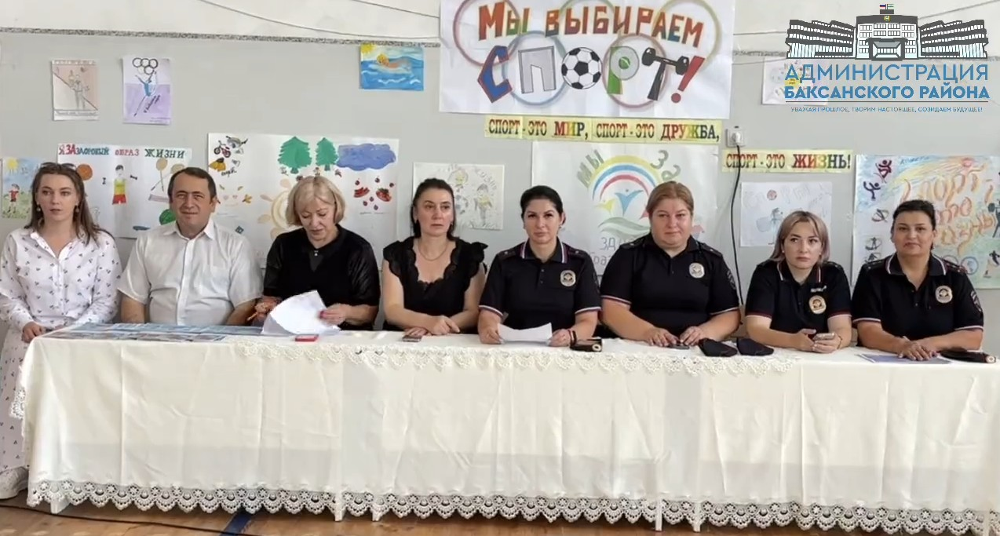 МЫ ВЫБИРАЕМ
СПОРТ!
АДМИНИСТРАЦИЯ
БАКСАНСКОГО РАЙОНА
УВАЖАЯ ПРОШЛОЕ, ТВОРИМ НАСТОЯЩЕЕ, СОЗИДАЕМ БУДУЩЕЕ!
СПОРТ - ЭТО МИР, СПОРТ - ЭТО ДРУЖБА,
СПОРТ - ЭТО ЖИЗНЬ!
Я ЗА ЗДОРОВЫЙ ОБРАЗ ЖИЗНИ
МЫ ЗА